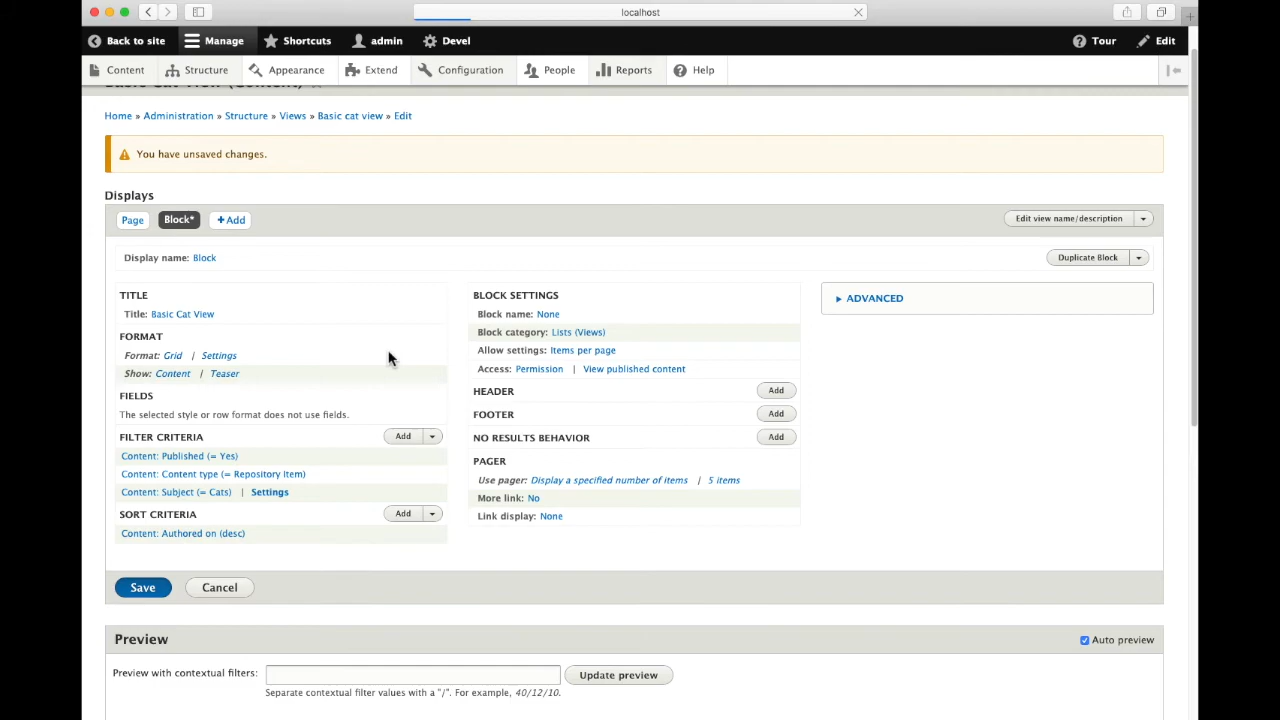 localhost
Back to site Manage Shortcuts admin Devel Tour Edit
Content Structure Appearance Extend Configuration People Reports Help
Basic Cat View (Content)
Home » Administration » Structure » Views » Basic cat view » Edit
You have unsaved changes.
Displays
Page Block* +Add Edit view name/description
Display name: Block Duplicate Block
TITLE
Title: Basic Cat View
FORMAT
Format: Grid | Settings
Show: Content | Teaser
FIELDS
The selected style or row format does not use fields.
FILTER CRITERIA Add
Content: Published (= Yes)
Content: Content type (= Repository Item)
Content: Subject (= Cats) | Settings
SORT CRITERIA Add
Content: Authored on (desc)
BLOCK SETTINGS
Block name: None
Block category: Lists (Views)
Allow settings: Items per page
Access: Permission | View published content
HEADER Add
FOOTER Add
NO RESULTS BEHAVIOR Add
PAGER
Use pager: Display a specified number of items | 5 items
More link: No
Link display: None
ADVANCED
Save Cancel
Preview Auto preview
Preview with contextual filters: Update preview
Separate contextual filter values with a "/". For example, 40/12/10.